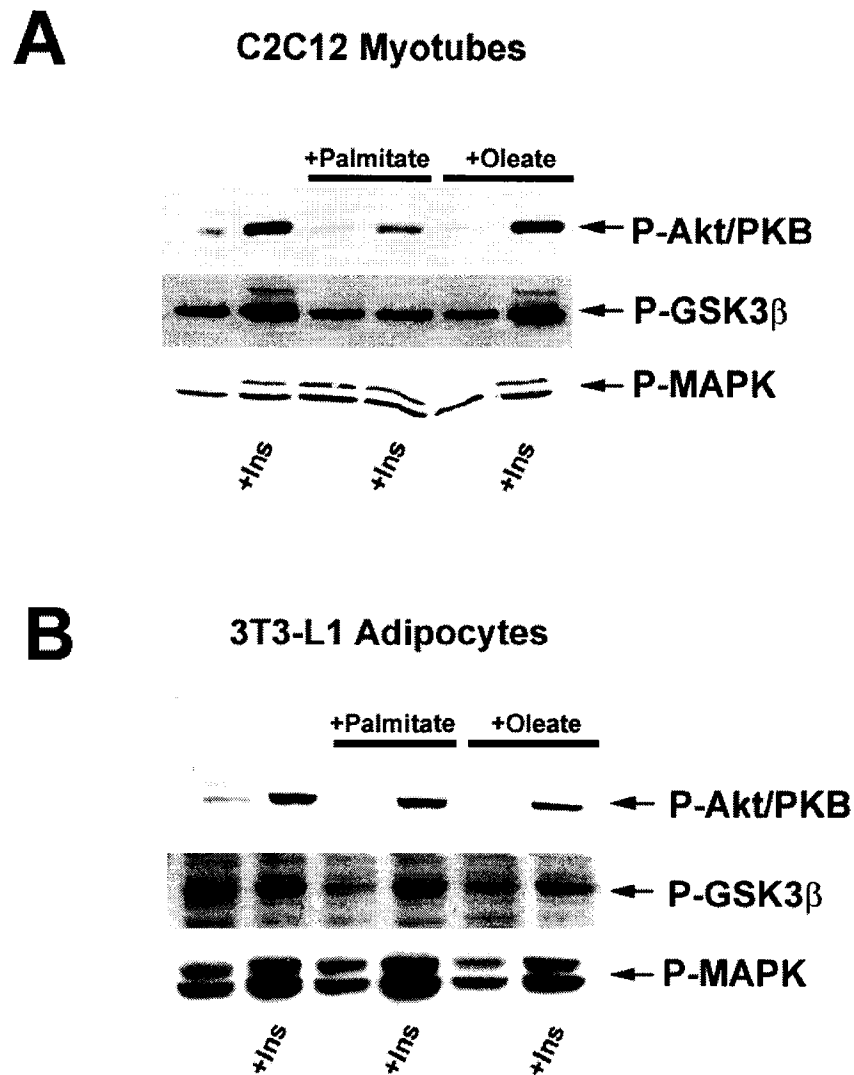 A
C2C12 Myotubes
+Palmitate +Oleate
P-Akt/PKB
P-GSK3β
P-MAPK
+Ins +Ins +Ins
B
3T3-L1 Adipocytes
+Palmitate +Oleate
P-Akt/PKB
P-GSK3β
P-MAPK
+Ins +Ins +Ins